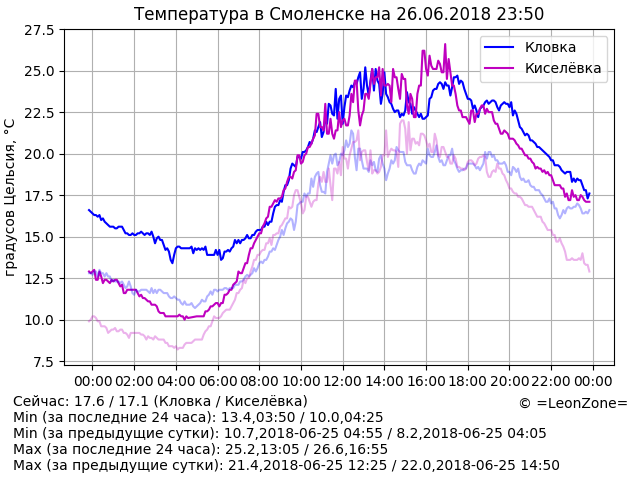 Температура в Смоленске на 26.06.2018 23:50
27.5
25.0
22.5
20.0
17.5
15.0
12.5
10.0
7.5
градусов Цельсия, °C
Кловка
Киселёвка
00:00 02:00 04:00 06:00 08:00 10:00 12:00 14:00 16:00 18:00 20:00 22:00 00:00
Сейчас: 17.6 / 17.1 (Кловка / Киселёвка)
© =LeonZone=
Min (за последние 24 часа): 13.4,03:50 / 10.0,04:25
Min (за предыдущие сутки): 10.7,2018-06-25 04:55 / 8.2,2018-06-25 04:05
Max (за последние 24 часа): 25.2,13:05 / 26.6,16:55
Max (за предыдущие сутки): 21.4,2018-06-25 12:25 / 22.0,2018-06-25 14:50